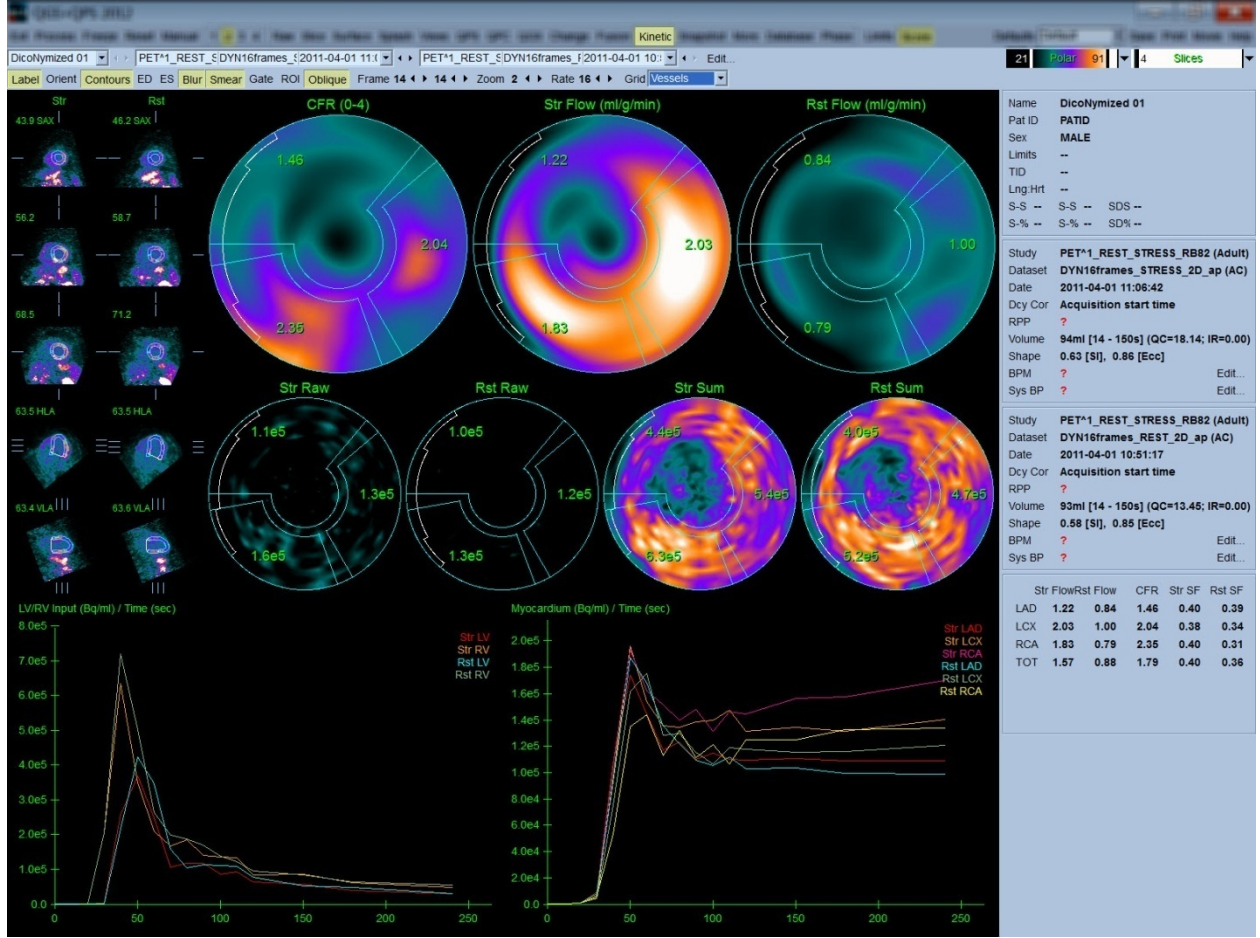 QGS+QPS 2012
Kinetic
DicoNymized 01 PET^1_REST_S DYN16frames_S 2011-04-01 11:( PET^1_REST_S DYN16frames_F 2011-04-01 10: Edit...
21 Polar 91 4 Slices
Label Orient Contours ED ES Blur Smear Gate ROI Oblique Frame 14 14 Zoom 2 Rate 16 Grid Vessels
Str Rst
43.9 SAX 46.2 SAX
56.2 58.7
68.5 71.2
63.5 HLA 63.5 HLA
63.4 VLA 63.6 VLA
CFR (0-4)
1.46
2.04
2.35
Str Flow (ml/g/min)
1.22
2.03
1.83
Rst Flow (ml/g/min)
0.84
1.00
0.79
Str Raw
1.1e5
1.3e5
1.6e5
Rst Raw
1.0e5
1.2e5
1.3e5
Str Sum
4.4e5
5.4e5
6.3e5
Rst Sum
4.0e5
4.7e5
5.2e5
LV/RV Input (Bq/ml) / Time (sec)
8.0e5
7.0e5
6.0e5
5.0e5
4.0e5
3.0e5
2.0e5
1.0e5
0.0
0 50 100 150 200 250
Str LV
Str RV
Rst LV
Rst RV
Myocardium (Bq/ml) / Time (sec)
2.0e5
1.8e5
1.6e5
1.4e5
1.2e5
1.0e5
8.0e4
6.0e4
4.0e4
2.0e4
0.0
0 50 100 150 200 250
Str LAD
Str LCX
Str RCA
Rst LAD
Rst LCX
Rst RCA
Name DicoNymized 01
Pat ID PATID
Sex MALE
Limits --
TID --
Lng:Hrt --
S-S -- S-S -- SDS --
S-% -- S-% -- SD% --
Study PET^1_REST_STRESS_RB82 (Adult)
Dataset DYN16frames_STRESS_2D_ap (AC)
Date 2011-04-01 11:06:42
Dcy Cor Acquisition start time
RPP ?
Volume 94ml [14 - 150s] (QC=18.14; IR=0.00)
Shape 0.63 [SI], 0.86 [Ecc]
BPM ? Edit...
Sys BP ? Edit...
Study PET^1_REST_STRESS_RB82 (Adult)
Dataset DYN16frames_REST_2D_ap (AC)
Date 2011-04-01 10:51:17
Dcy Cor Acquisition start time
RPP ?
Volume 93ml [14 - 150s] (QC=13.45; IR=0.00)
Shape 0.58 [SI], 0.85 [Ecc]
BPM ? Edit...
Sys BP ? Edit...
Str Flow Rst Flow CFR Str SF Rst SF
LAD 1.22 0.84 1.46 0.40 0.39
LCX 2.03 1.00 2.04 0.38 0.34
RCA 1.83 0.79 2.35 0.40 0.31
TOT 1.57 0.88 1.79 0.40 0.36